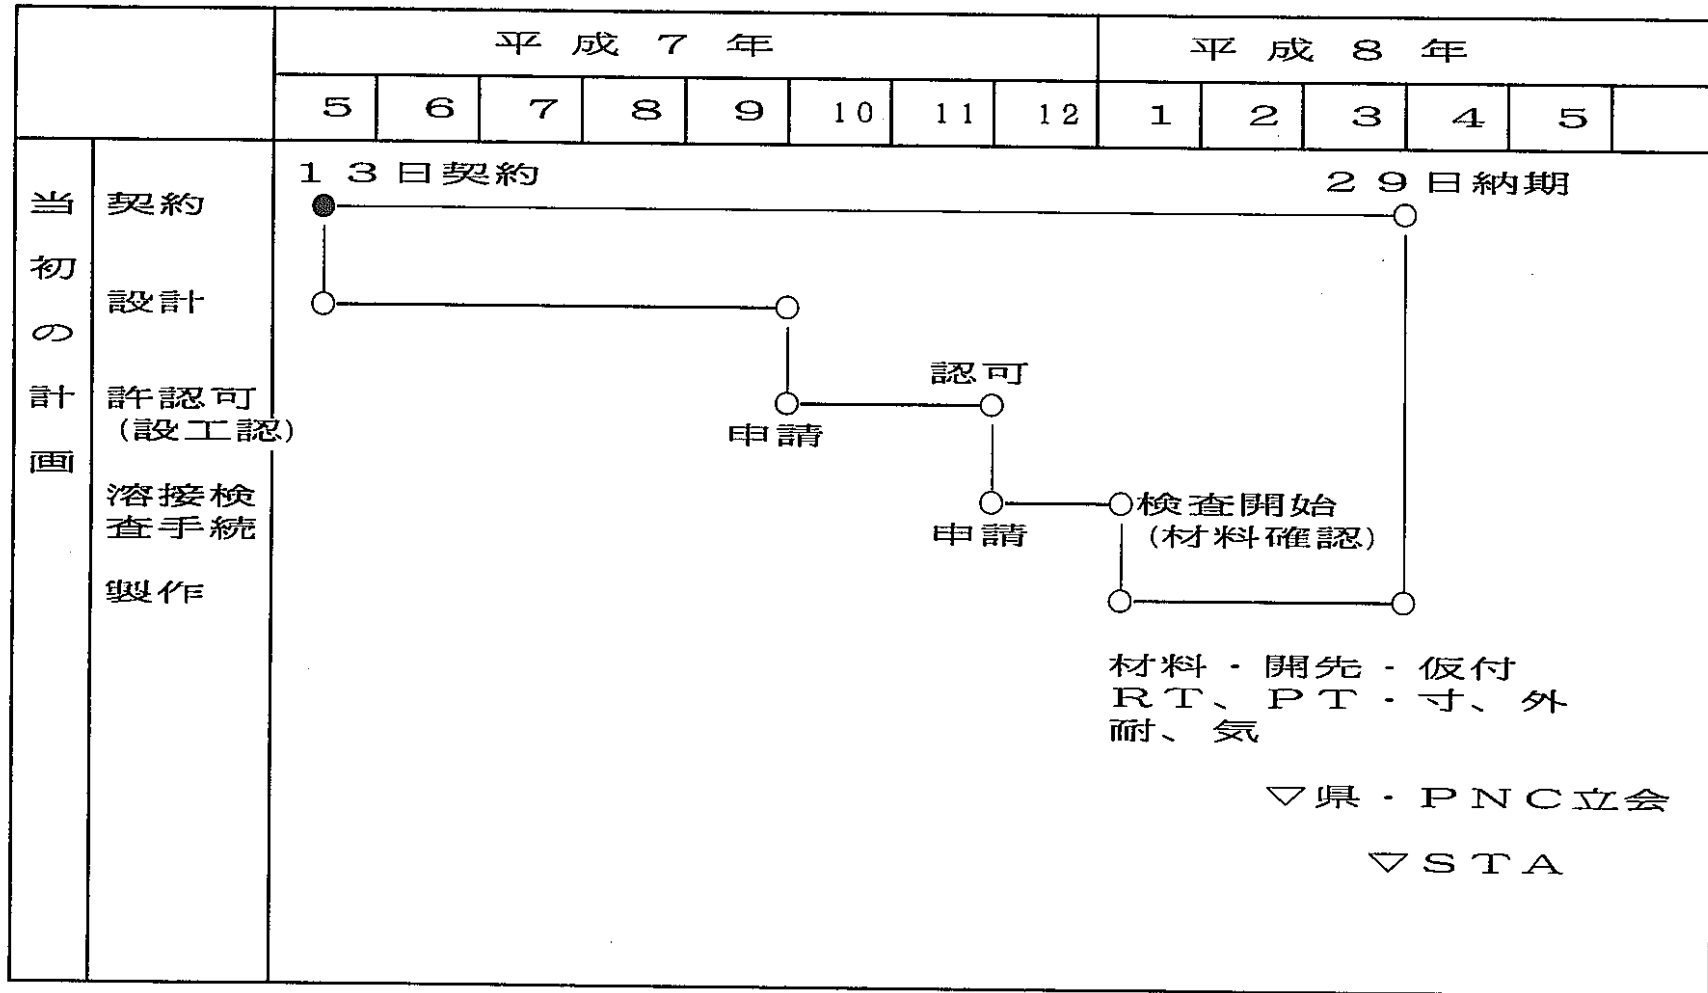 平成7年
平成8年
5 6 7 8 9 10 11 12 1 2 3 4 5
当初の計画
契約
13日契約
29日納期
設計
許認可
(設工認)
認可
申請
溶接検
査手続
検査開始
(材料確認)
申請
製作
材料・開先・仮付
RT、PT・寸、外
耐、気
▽県・PNC立会
▽STA